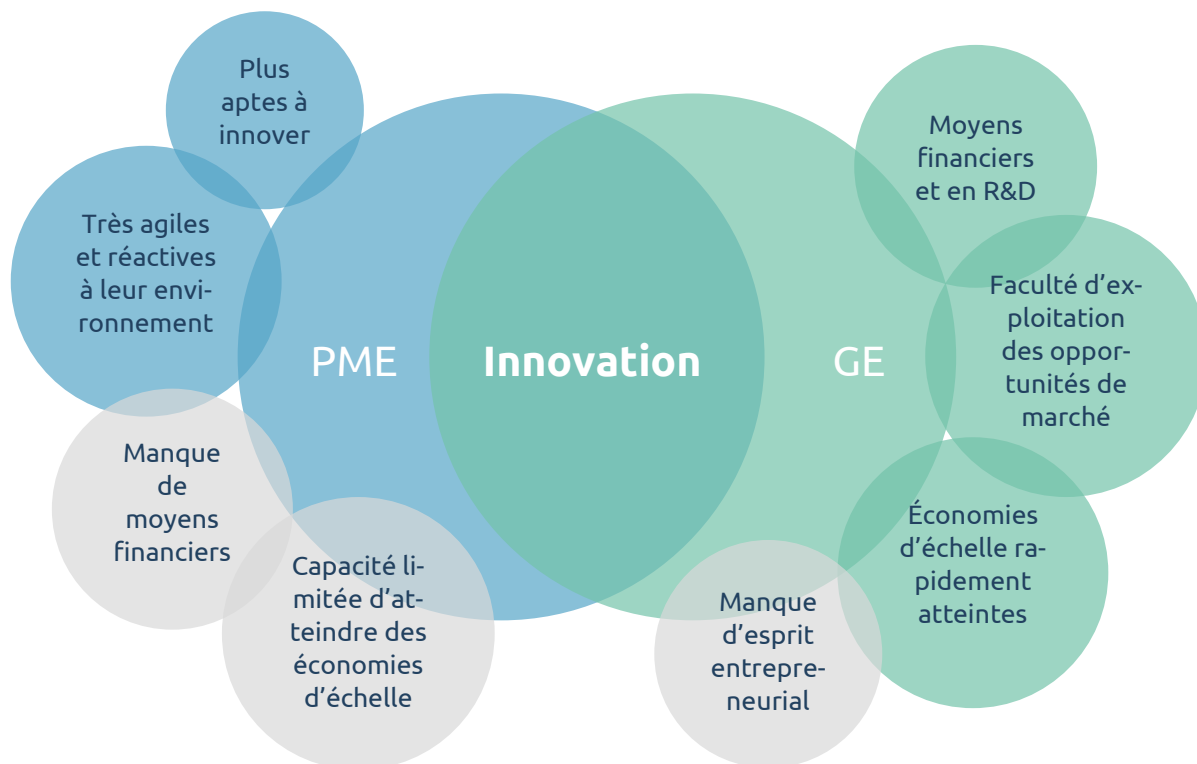 Plus
aptes à
innover
Très agiles
et réactives
à leur envi-
ronnement
Manque
de
moyens
financiers
Capacité li-
mitée d’at-
teindre des
économies
d’échelle
PME
Innovation
GE
Moyens
financiers
et en R&D
Faculté d’ex-
ploitation
des oppor-
tunités de
marché
Économies
d’échelle ra-
pidement
atteintes
Manque
d’esprit
entrepre-
neurial